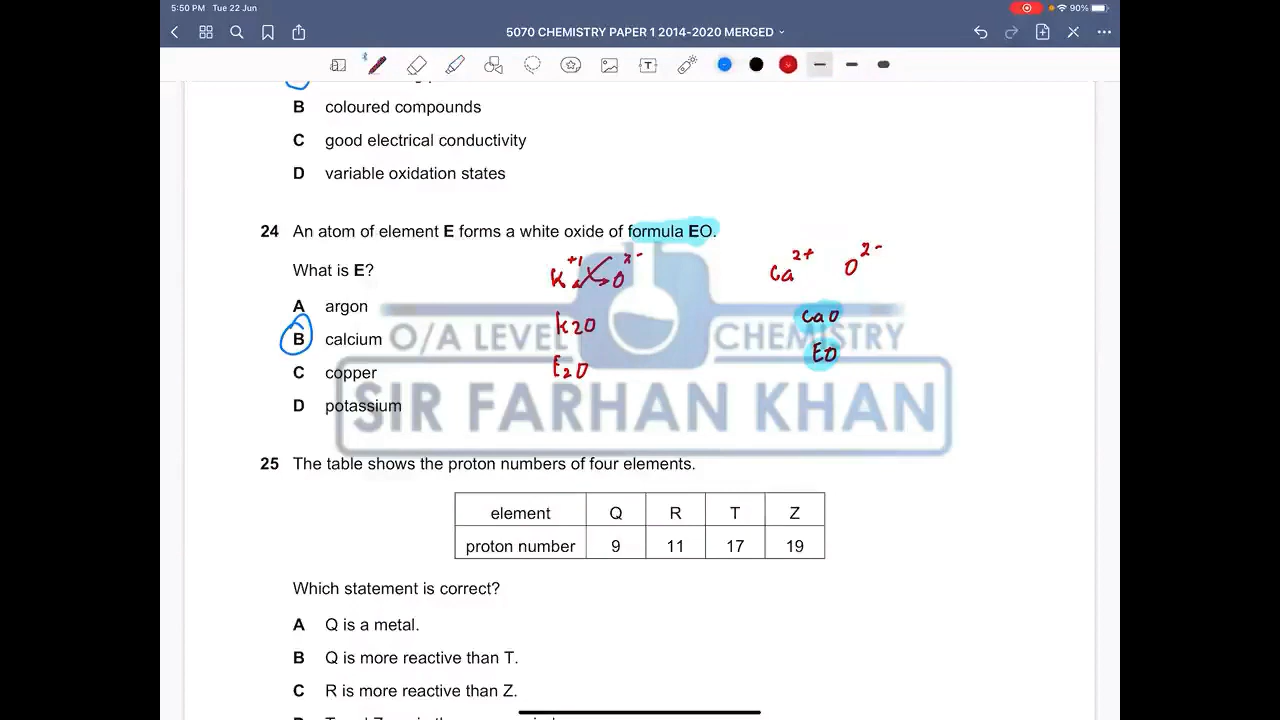 5:50 PM Tue 22 Jun
90%
5070 CHEMISTRY PAPER 1 2014-2020 MERGED
B coloured compounds
C good electrical conductivity
D variable oxidation states
24 An atom of element E forms a white oxide of formula EO.
What is E?
K+1 O2-
Ca2+ O2-
A argon
CaO
K2O
O/A LEVEL CHEMISTRY
B calcium
EO
E2O
C copper
D potassium
SIR FARHAN KHAN
25 The table shows the proton numbers of four elements.
element Q R T Z
proton number 9 11 17 19
Which statement is correct?
A Q is a metal.
B Q is more reactive than T.
C R is more reactive than Z.